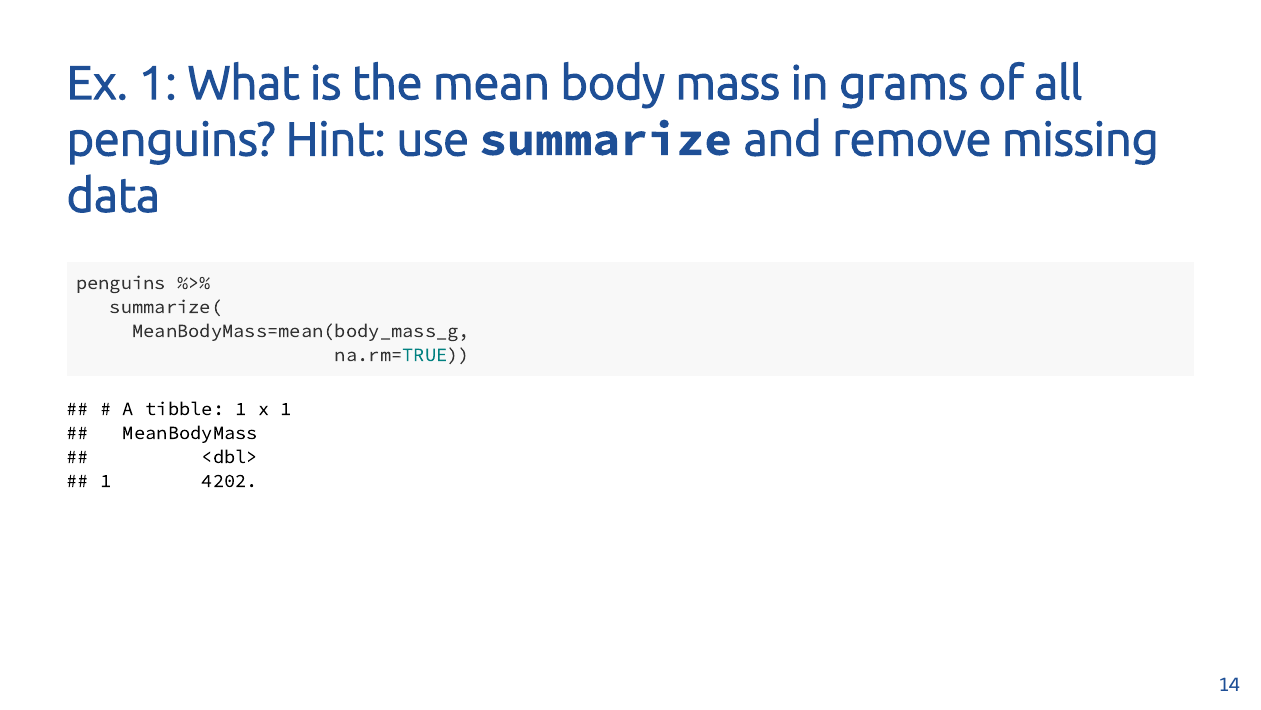 Ex. 1: What is the mean body mass in grams of all
penguins? Hint: use summarize and remove missing
data
penguins %>%
   summarize(
     MeanBodyMass=mean(body_mass_g,
                       na.rm=TRUE))
## # A tibble: 1 x 1
##   MeanBodyMass
##          <dbl>
## 1        4202.
14